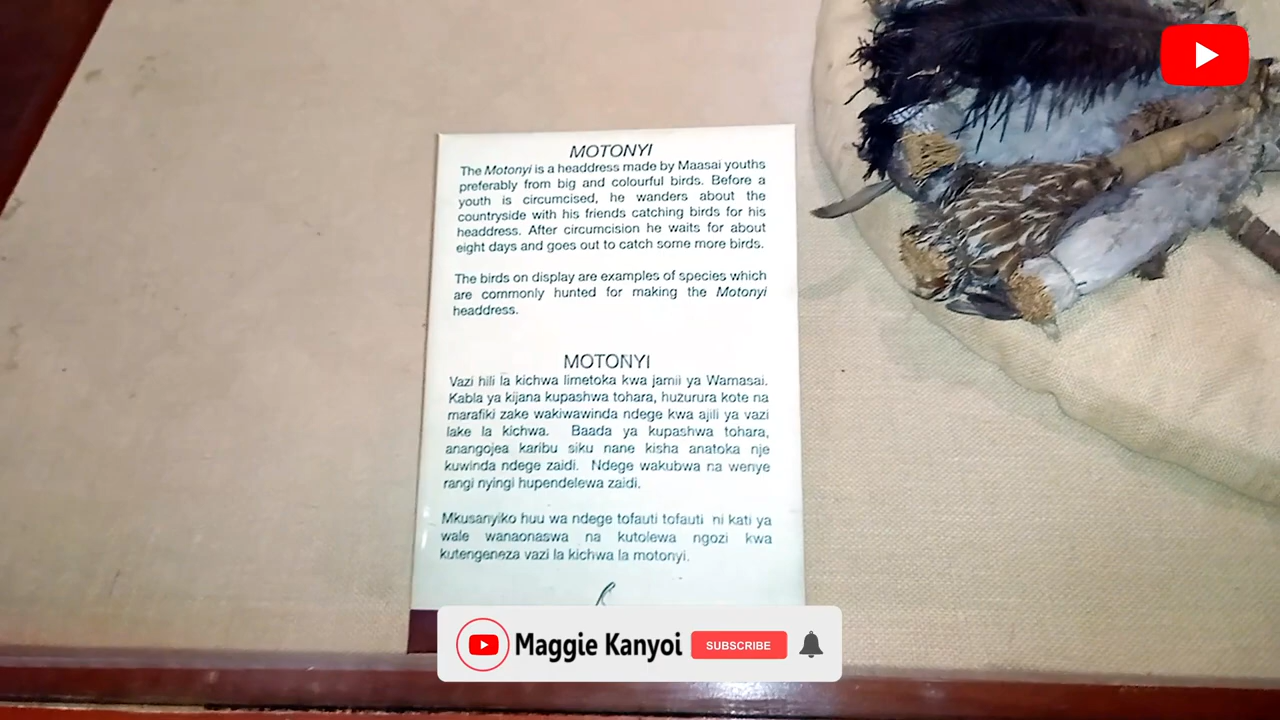 MOTONYI
The Motonyi is a headdress made by Maasai youths
preferably from big and colourful birds. Before a
youth is circumcised, he wanders about the
countryside with his friends catching birds for his
headdress. After circumcision he waits for about
eight days and goes out to catch some more birds.
The birds on display are examples of species which
are commonly hunted for making the Motonyi
headdress.
MOTONYI
Vazi hili la kichwa limetoka kwa jamii ya Wamasai.
Kabla ya kijana kupashwa tohara, huzurura kote na
marafiki zake wakiwawinda ndege kwa ajili ya vazi
lake la kichwa. Baada ya kupashwa tohara,
anangojea karibu siku nane kisha anatoka nje
kuwinda ndege zaidi. Ndege wakubwa na wenye
rangi nyingi hupendelewa zaidi.
Mkusanyiko huu wa ndege tofauti tofauti ni kati ya
wale wanaonaswa na kutolewa ngozi kwa
kutengeneza vazi la kichwa la motonyi.
Maggie Kanyoi SUBSCRIBE